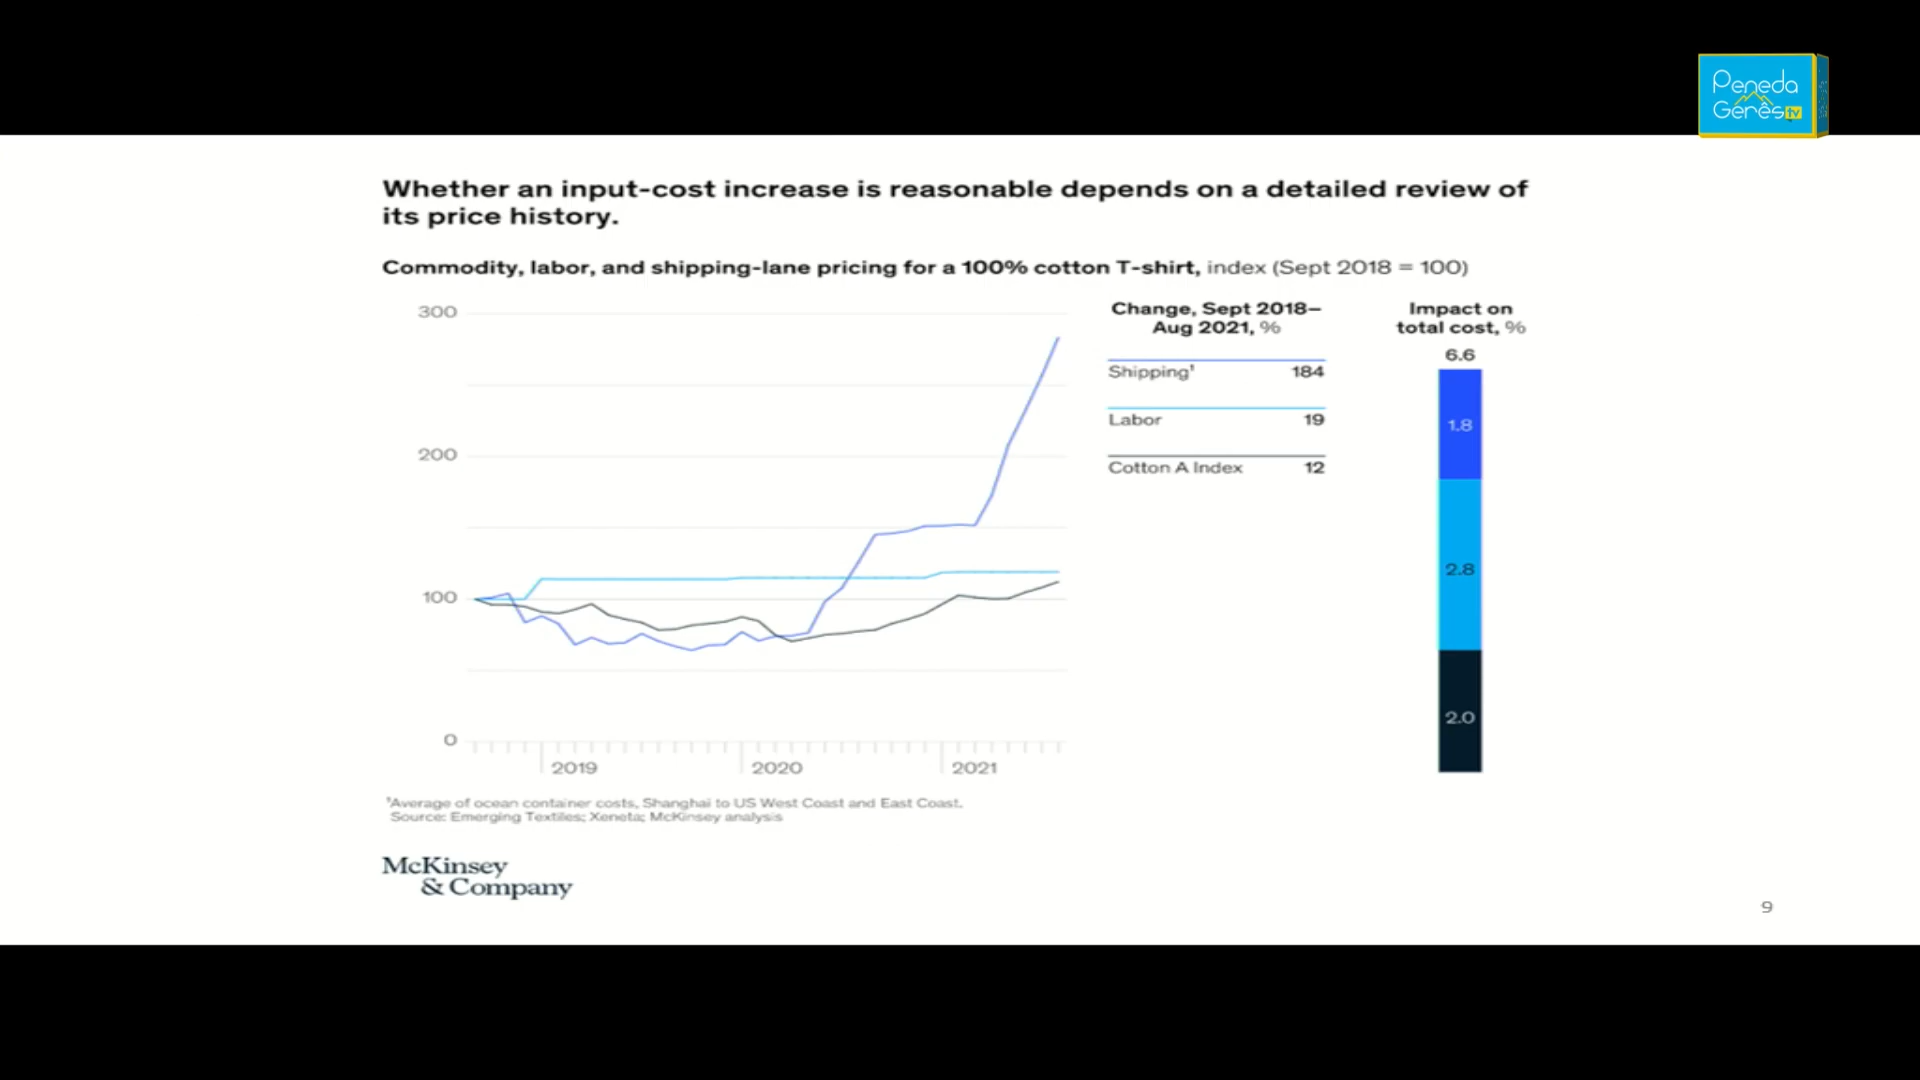 Peneda
Gerês tv
Whether an input-cost increase is reasonable depends on a detailed review of
its price history.
Commodity, labor, and shipping-lane pricing for a 100% cotton T-shirt, index (Sept 2018 = 100)
300
200
100
0
2019
2020
2021
Change, Sept 2018–
Aug 2021, %
Shipping¹ 184
Labor 19
Cotton A Index 12
Impact on
total cost, %
6.6
1.8
2.8
2.0
¹Average of ocean container costs, Shanghai to US West Coast and East Coast.
Source: Emerging Textiles; Xeneta; McKinsey analysis
McKinsey
& Company
9